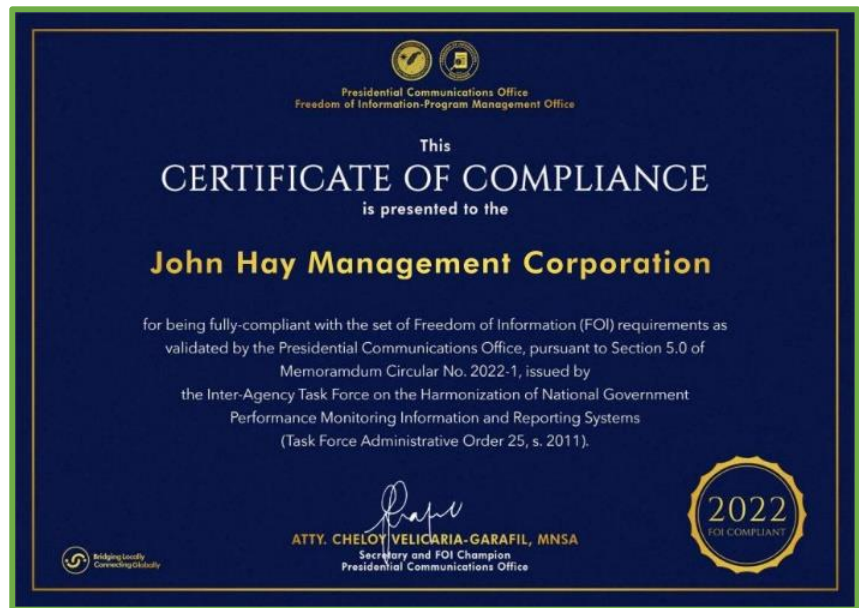 Presidential Communications Office
Freedom of Information-Program Management Office
This
CERTIFICATE OF COMPLIANCE
is presented to the
John Hay Management Corporation
for being fully-compliant with the set of Freedom of Information (FOI) requirements as
validated by the Presidential Communications Office, pursuant to Section 5.0 of
Memoramdum Circular No. 2022-1, issued by
the Inter-Agency Task Force on the Harmonization of National Government
Performance Monitoring Information and Reporting Systems
(Task Force Administrative Order 25, s. 2011).
ATTY. CHELOY VELICARIA-GARAFIL, MNSA
Secretary and FOI Champion
Presidential Communications Office
2022
FOI COMPLIANT
Bridging Locally
Connecting Globally